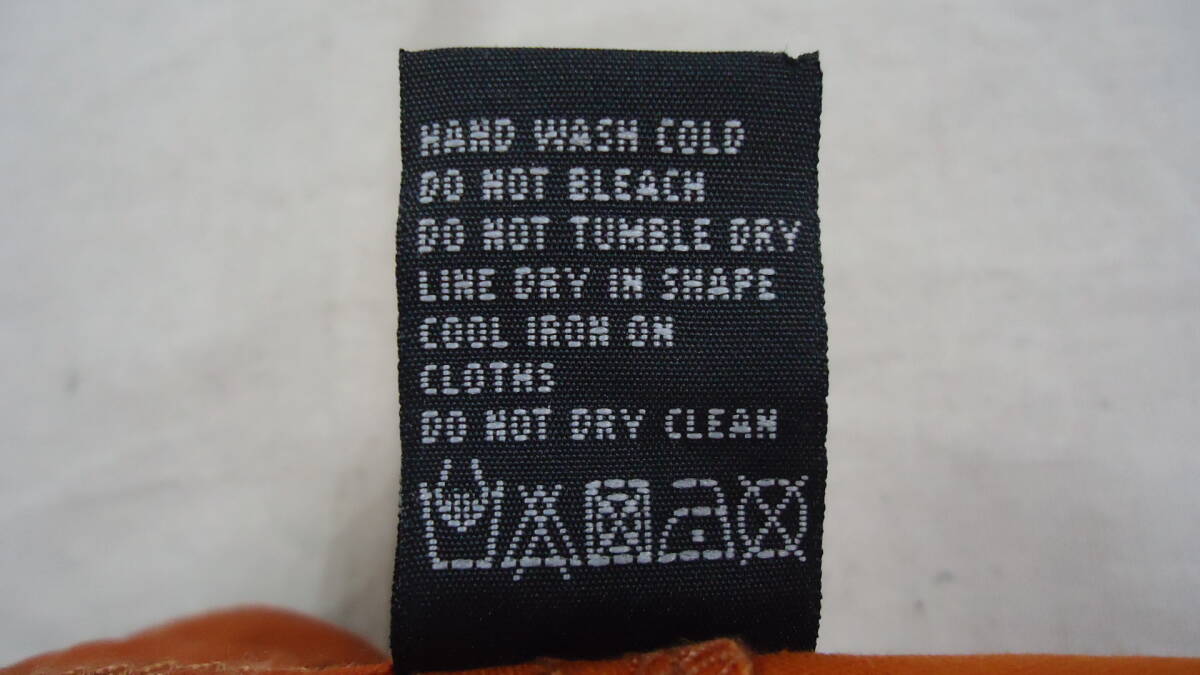 HAND WASH COLD
DO NOT BLEACH
DO NOT TUMBLE DRY
LINE DRY IN SHAPE
COOL IRON ON
CLOTHS
DO NOT DRY CLEAN